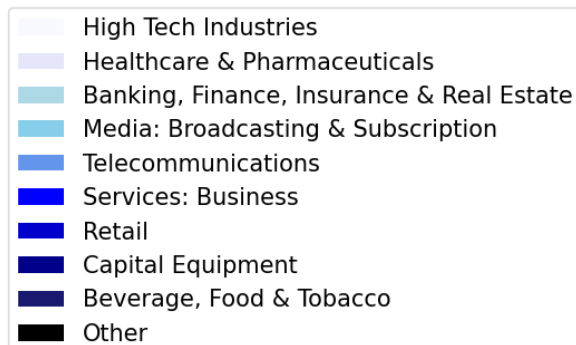 High Tech Industries
Healthcare & Pharmaceuticals
Banking, Finance, Insurance & Real Estate
Media: Broadcasting & Subscription
Telecommunications
Services: Business
Retail
Capital Equipment
Beverage, Food & Tobacco
Other